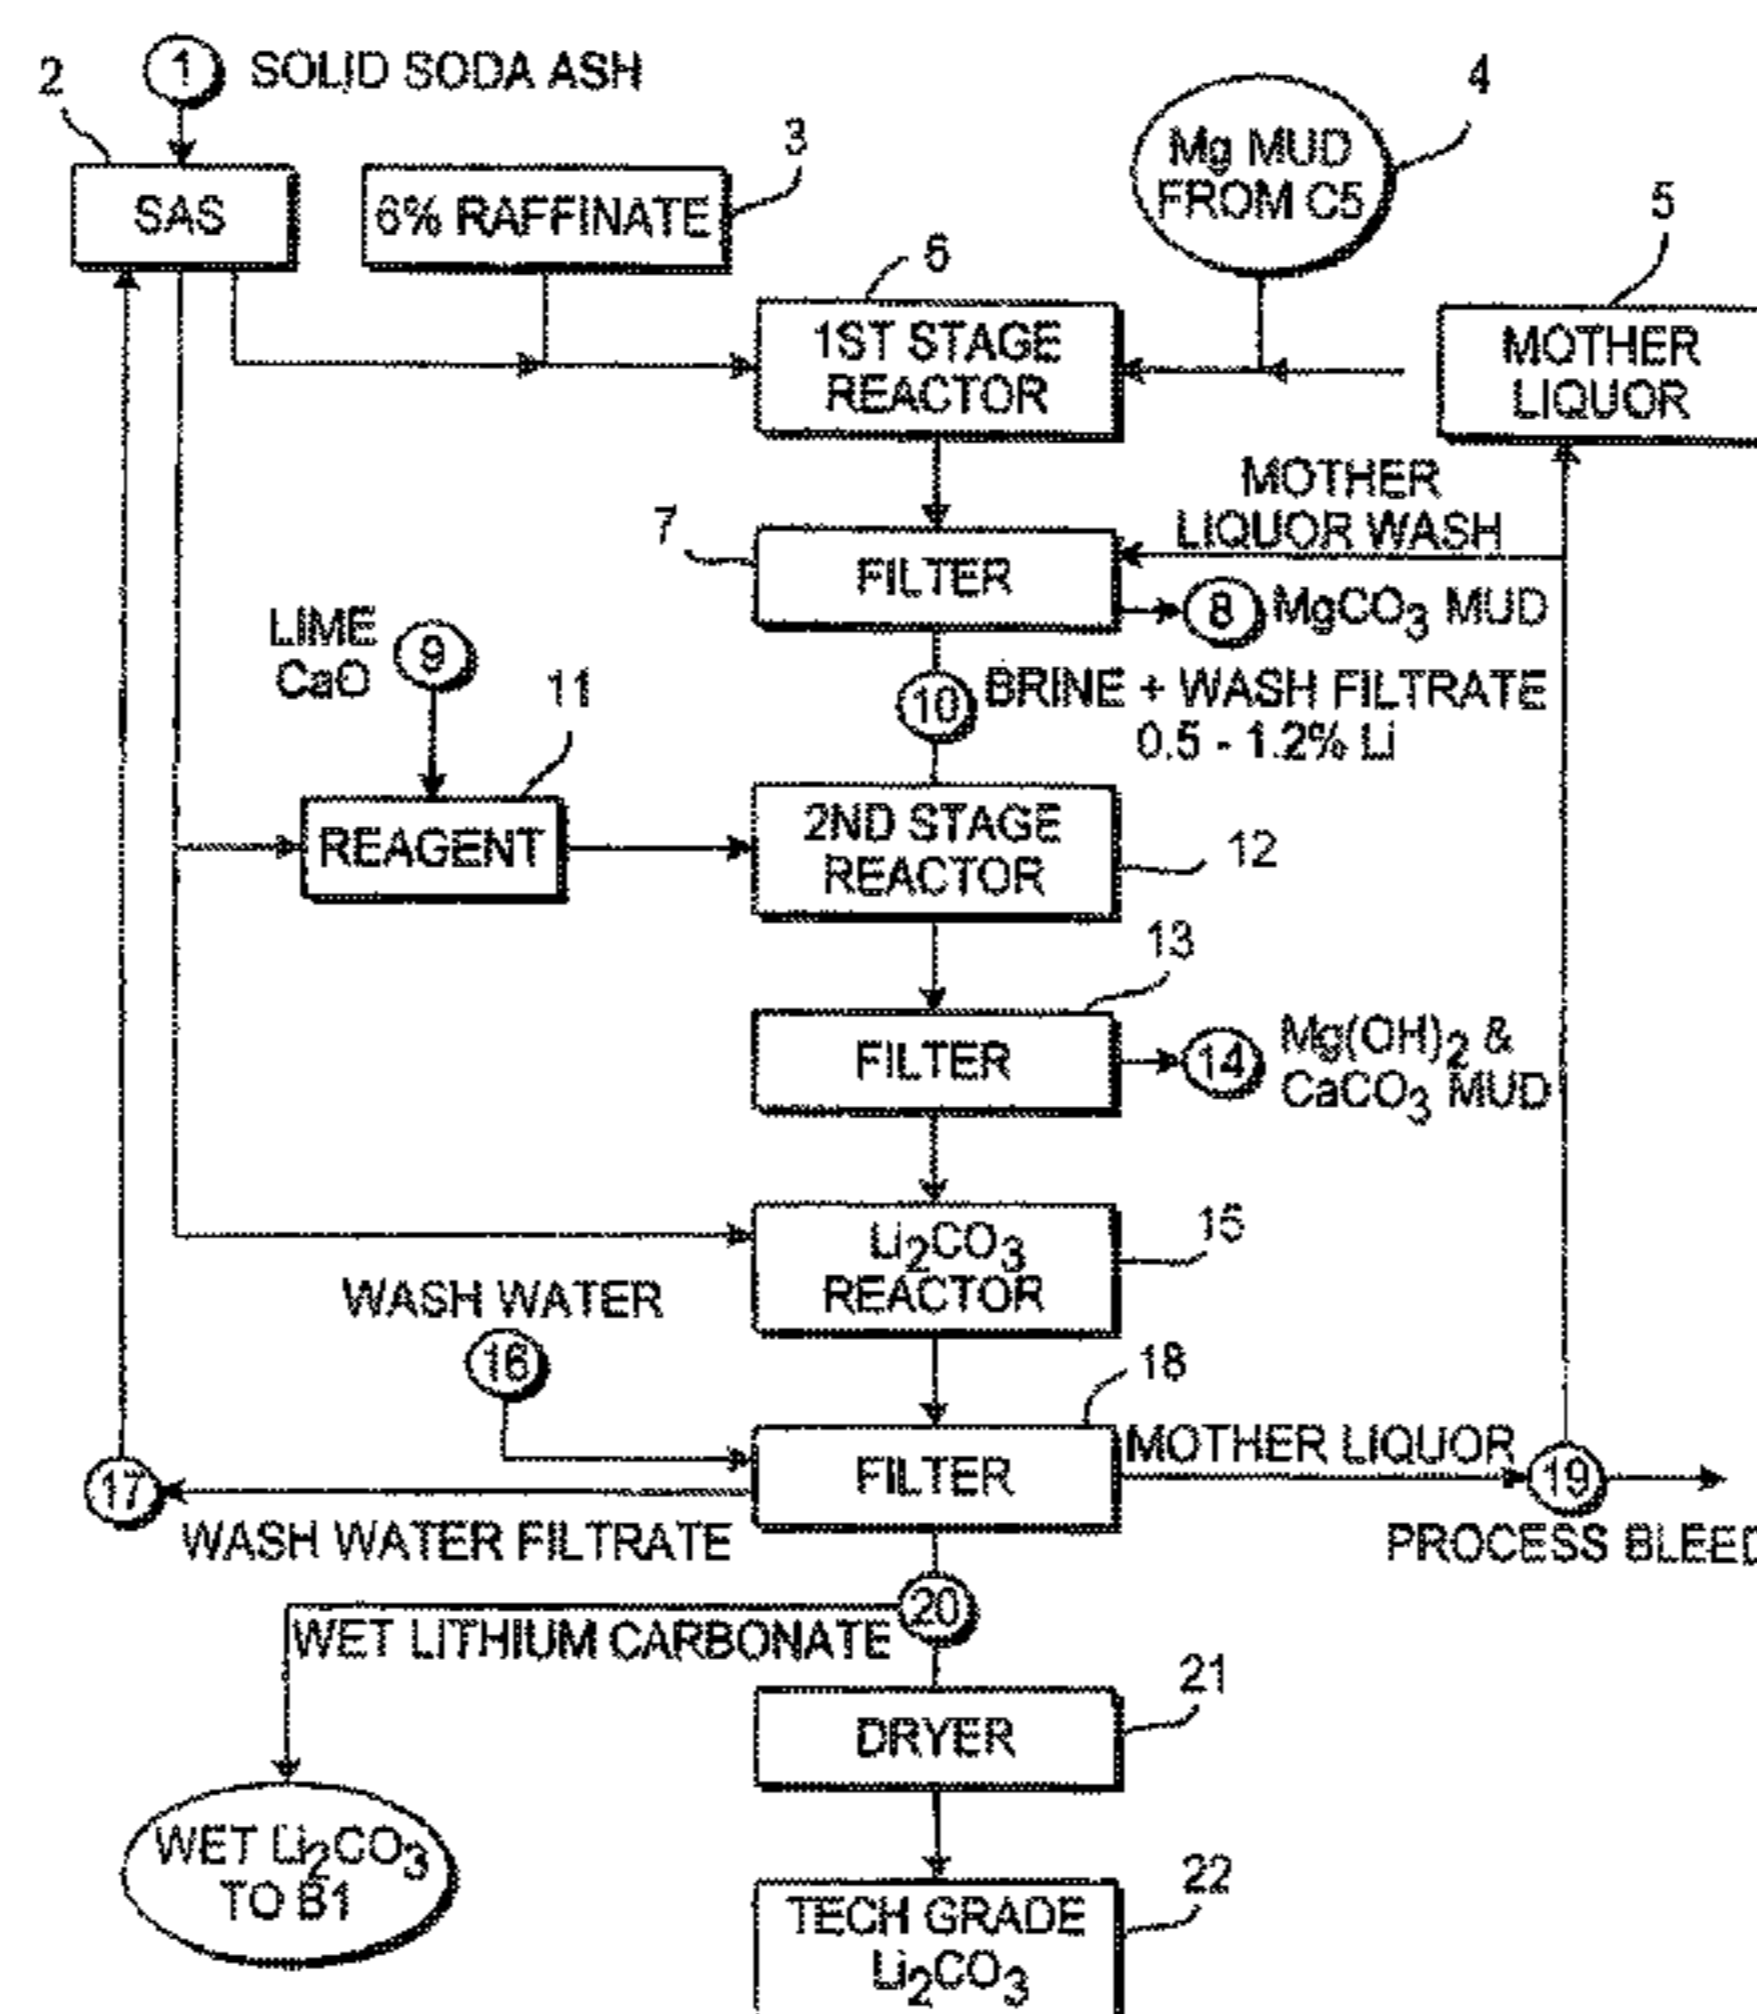 1 SOLID SODA ASH
2
SAS
3
6% RAFFINATE
4
Mg MUD
FROM C5
5
MOTHER
LIQUOR
6
1ST STAGE
REACTOR
MOTHER
LIQUOR WASH
7
FILTER
8 MgCO3 MUD
LIME
CaO
9
10 BRINE + WASH FILTRATE
0.5 - 1.2% Li
11
REAGENT
2ND STAGE
REACTOR
12
13
FILTER
14 Mg(OH)2 &
CaCO3 MUD
Li2CO3
REACTOR
15
WASH WATER
16
18
FILTER
MOTHER LIQUOR
19
17
WASH WATER FILTRATE
PROCESS BLEED
20
WET LITHIUM CARBONATE
21
DRYER
WET Li2CO3
TO B1
22
TECH GRADE
Li2CO3